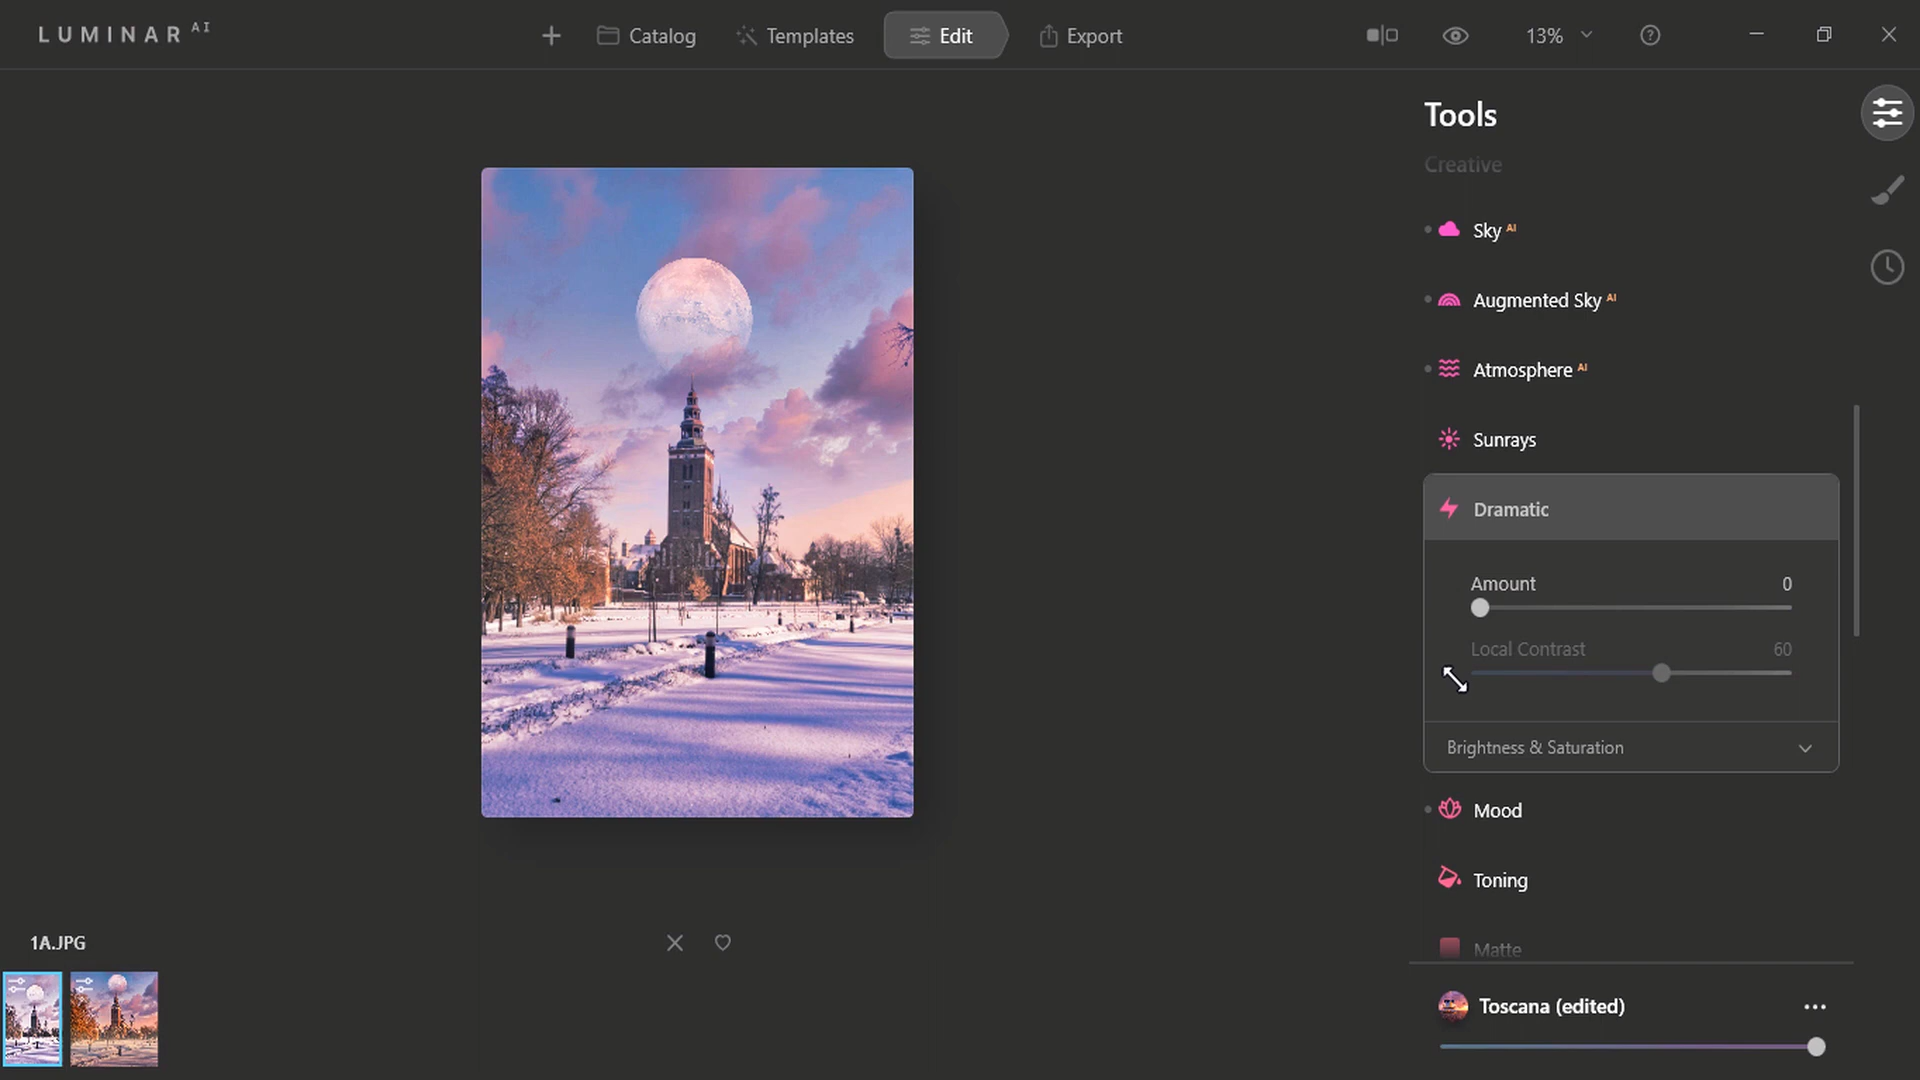 LUMINAR AI
Catalog
Templates
Edit
Export
13%
Tools
Creative
Sky AI
Augmented Sky AI
Atmosphere AI
Sunrays
Dramatic
Amount 0
Local Contrast 60
Brightness & Saturation
Mood
Toning
Matte
1A.JPG
Toscana (edited)